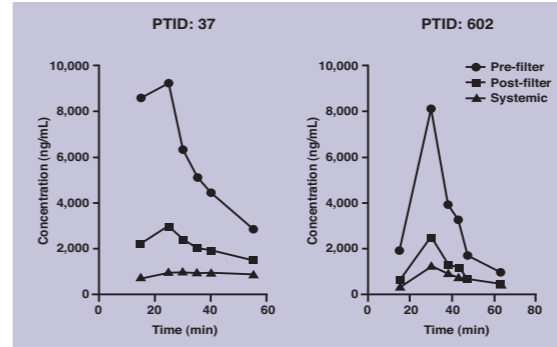 PTID: 37
10,000
8,000
6,000
4,000
2,000
0
Concentration (ng/mL)
0 20 40 60
Time (min)
PTID: 602
10,000
8,000
6,000
4,000
2,000
0
Concentration (ng/mL)
0 20 40 60 80
Time (min)
Pre-filter
Post-filter
Systemic